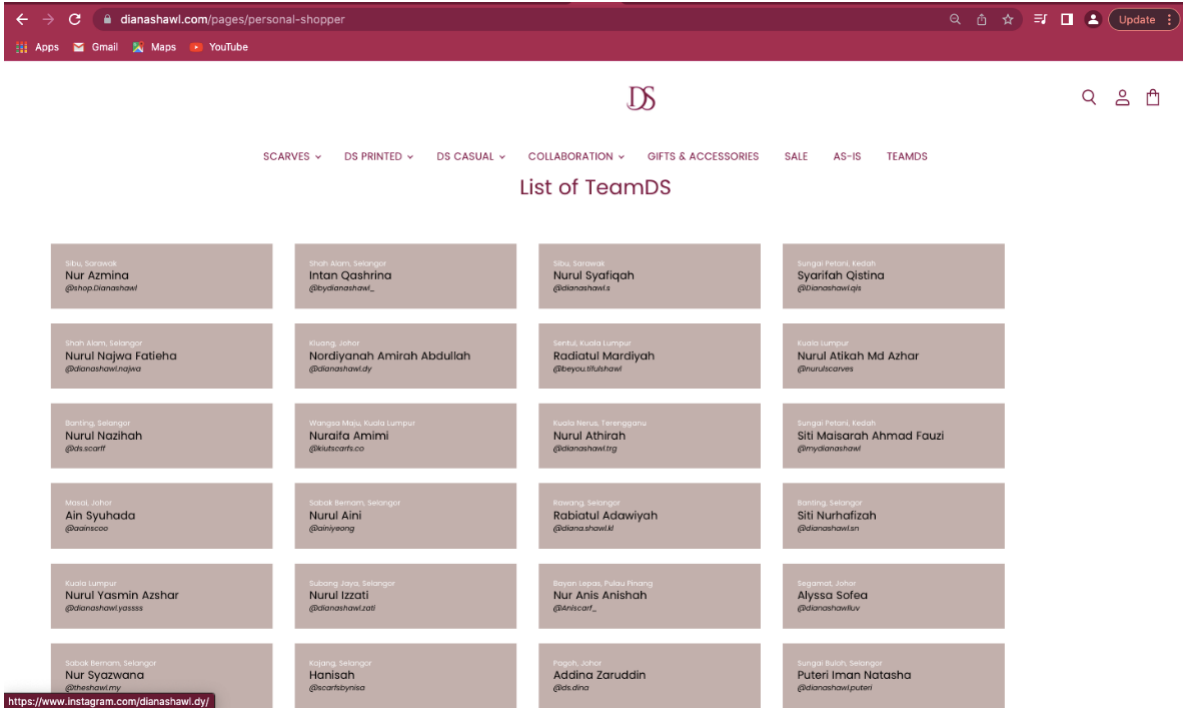 dianashawl.com/pages/personal-shopper
Update
Apps
Gmail
Maps
YouTube
DS
SCARVES
DS PRINTED
DS CASUAL
COLLABORATION
GIFTS & ACCESSORIES
SALE
AS-IS
TEAMDS
List of TeamDS
Sibu, Sarawak
Nur Azmina
@shop.Dianashawl
Shah Alam, Selangor
Intan Qashrina
@bydianashawl_
Sibu, Sarawak
Nurul Syafiqah
@dianashawl.s
Sungai Petani, Kedah
Syarifah Qistina
@Dianashawl.qis
Shah Alam, Selangor
Nurul Najwa Fatieha
@dianashawl.najwa
Kluang, Johor
Nordiyanah Amirah Abdullah
@dianashawl.dy
Sentul, Kuala Lumpur
Radiatul Mardiyah
@beyou.tifulshawl
Kuala Lumpur
Nurul Atikah Md Azhar
@nurulscarves
Banting, Selangor
Nurul Nazihah
@ds.scarff
Wangsa Maju, Kuala Lumpur
Nuraifa Amimi
@kiutscarfs.co
Kuala Nerus, Terengganu
Nurul Athirah
@dianashawl.trg
Sungai Petani, Kedah
Siti Maisarah Ahmad Fauzi
@mydianashawl
Masai, Johor
Ain Syuhada
@aainscoo
Sabak Bernam, Selangor
Nurul Aini
@ainiyeong
Rawang, Selangor
Rabiatul Adawiyah
@diana.shawl.kl
Banting, Selangor
Siti Nurhafizah
@dianashawl.sn
Kuala Lumpur
Nurul Yasmin Azshar
@dianashawl.yassss
Subang Jaya, Selangor
Nurul Izzati
@dianashawl.zati
Bayan Lepas, Pulau Pinang
Nur Anis Anishah
@Aniscarf_
Segamat, Johor
Alyssa Sofea
@dianashawlluv
Sabak Bernam, Selangor
Nur Syazwana
@theshawl.my
Kajang, Selangor
Hanisah
@scarfsbynisa
Pagoh, Johor
Addina Zaruddin
@ds.dina
Sungai Buloh, Selangor
Puteri Iman Natasha
@dianashawl.puteri
https://www.instagram.com/dianashawl.dy/